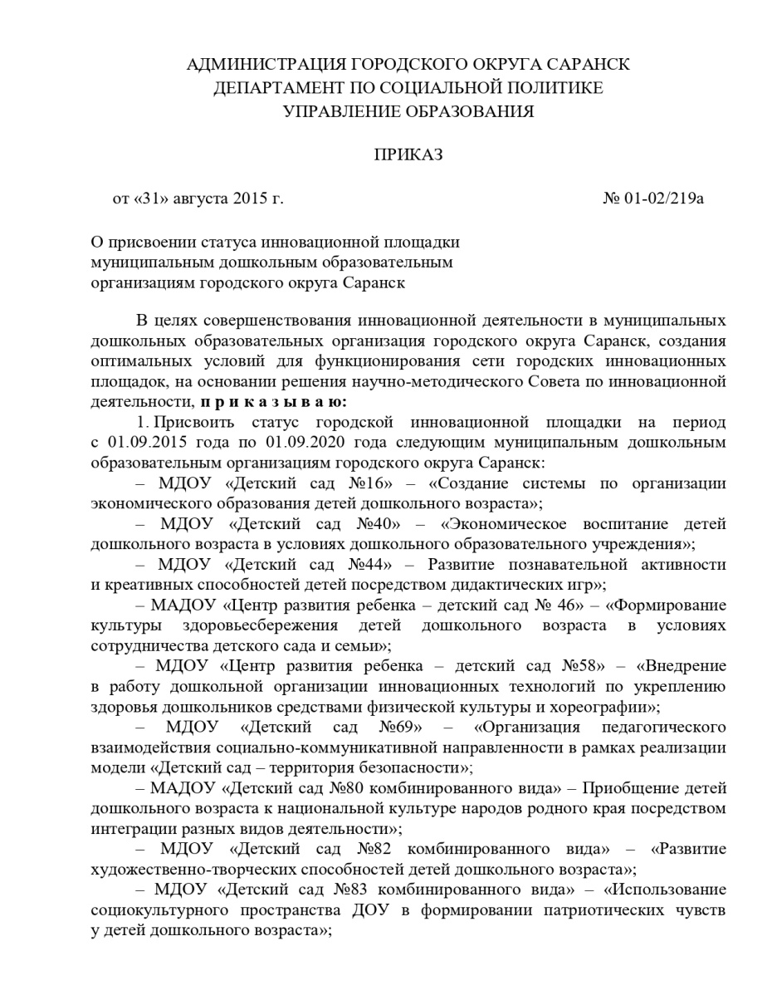 АДМИНИСТРАЦИЯ ГОРОДСКОГО ОКРУГА САРАНСК
ДЕПАРТАМЕНТ ПО СОЦИАЛЬНОЙ ПОЛИТИКЕ
УПРАВЛЕНИЕ ОБРАЗОВАНИЯ
ПРИКАЗ
от «31» августа 2015 г. № 01-02/219а
О присвоении статуса инновационной площадки
муниципальным дошкольным образовательным
организациям городского округа Саранск
В целях совершенствования инновационной деятельности в муниципальных
дошкольных образовательных организация городского округа Саранск, создания
оптимальных условий для функционирования сети городских инновационных
площадок, на основании решения научно-методического Совета по инновационной
деятельности, п р и к а з ы в а ю:
1. Присвоить статус городской инновационной площадки на период
с 01.09.2015 года по 01.09.2020 года следующим муниципальным дошкольным
образовательным организациям городского округа Саранск:
– МДОУ «Детский сад №16» – «Создание системы по организации
экономического образования детей дошкольного возраста»;
– МДОУ «Детский сад №40» – «Экономическое воспитание детей
дошкольного возраста в условиях дошкольного образовательного учреждения»;
– МДОУ «Детский сад №44» – Развитие познавательной активности
и креативных способностей детей посредством дидактических игр»;
– МАДОУ «Центр развития ребенка – детский сад № 46» – «Формирование
культуры здоровьесбережения детей дошкольного возраста в условиях
сотрудничества детского сада и семьи»;
– МДОУ «Центр развития ребенка – детский сад №58» – «Внедрение
в работу дошкольной организации инновационных технологий по укреплению
здоровья дошкольников средствами физической культуры и хореографии»;
– МДОУ «Детский сад №69» – «Организация педагогического
взаимодействия социально-коммуникативной направленности в рамках реализации
модели «Детский сад – территория безопасности»;
– МАДОУ «Детский сад №80 комбинированного вида» – Приобщение детей
дошкольного возраста к национальной культуре народов родного края посредством
интеграции разных видов деятельности»;
– МДОУ «Детский сад №82 комбинированного вида» – «Развитие
художественно-творческих способностей детей дошкольного возраста»;
– МДОУ «Детский сад №83 комбинированного вида» – «Использование
социокультурного пространства ДОУ в формировании патриотических чувств
у детей дошкольного возраста»;